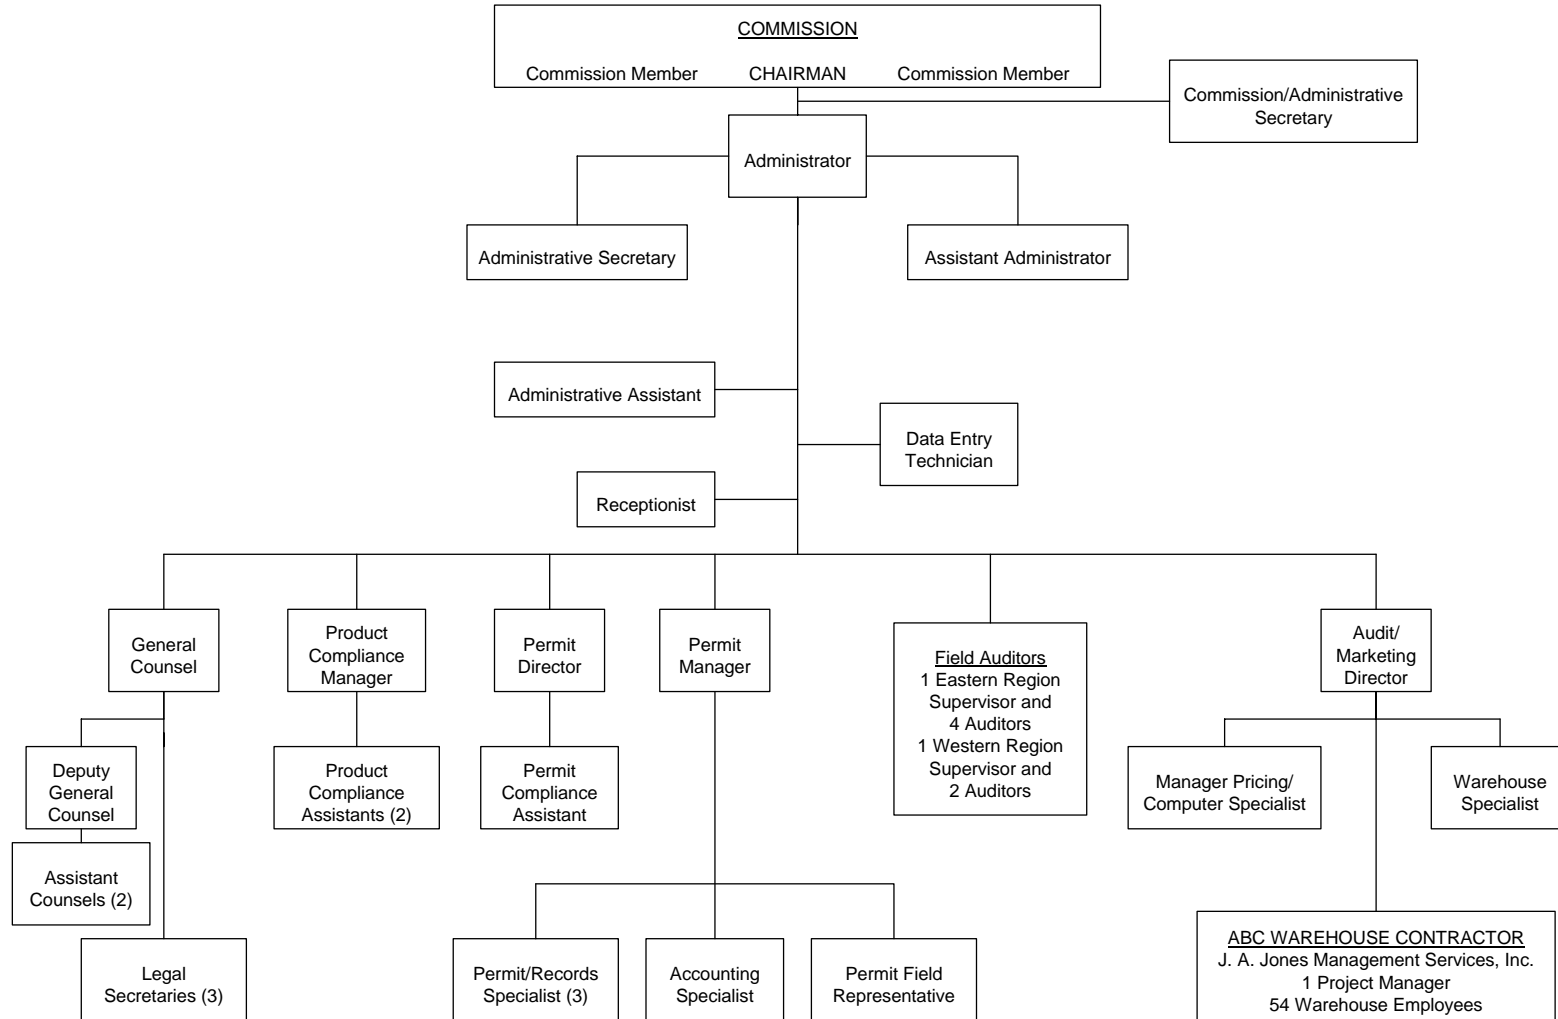 COMMISSION
Commission Member CHAIRMAN Commission Member
Commission/Administrative
Secretary
Administrator
Administrative Secretary
Assistant Administrator
Administrative Assistant
Data Entry
Technician
Receptionist
General
Counsel
Product
Compliance
Manager
Permit
Director
Permit
Manager
Field Auditors
1 Eastern Region
Supervisor and
4 Auditors
1 Western Region
Supervisor and
2 Auditors
Audit/
Marketing
Director
Deputy
General
Counsel
Product
Compliance
Assistants (2)
Permit
Compliance
Assistant
Manager Pricing/
Computer Specialist
Warehouse
Specialist
Assistant
Counsels (2)
Legal
Secretaries (3)
Permit/Records
Specialist (3)
Accounting
Specialist
Permit Field
Representative
ABC WAREHOUSE CONTRACTOR
J. A. Jones Management Services, Inc.
1 Project Manager
54 Warehouse Employees